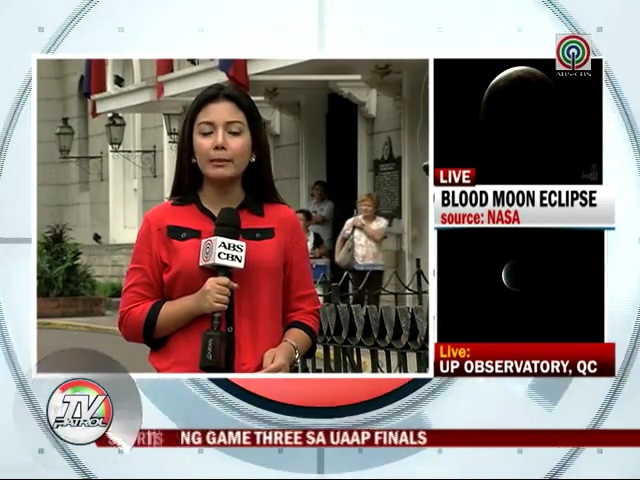 ABS-CBN
LIVE
BLOOD MOON ECLIPSE
source: NASA
ABS
CBN
Live:
UP OBSERVATORY, QC
TV
PATROL
SPORTS NG GAME THREE SA UAAP FINALS